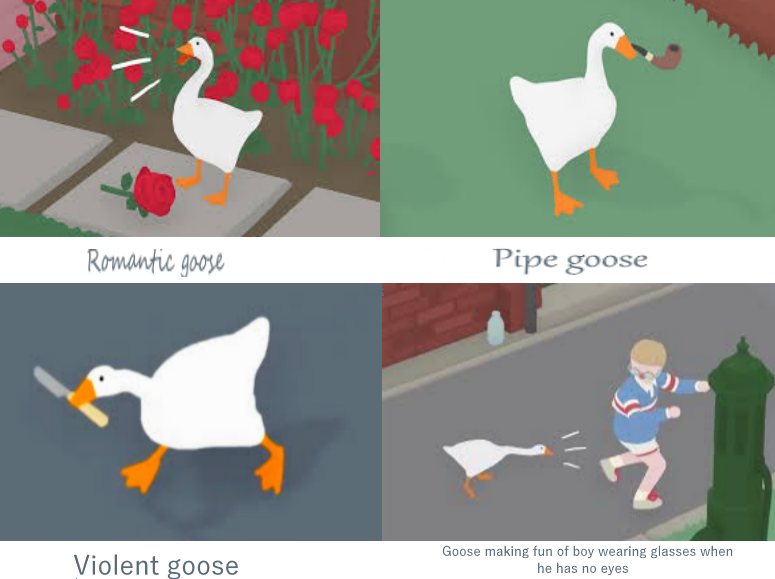 Romantic goose
Pipe goose
Violent goose
Goose making fun of boy wearing glasses when
he has no eyes